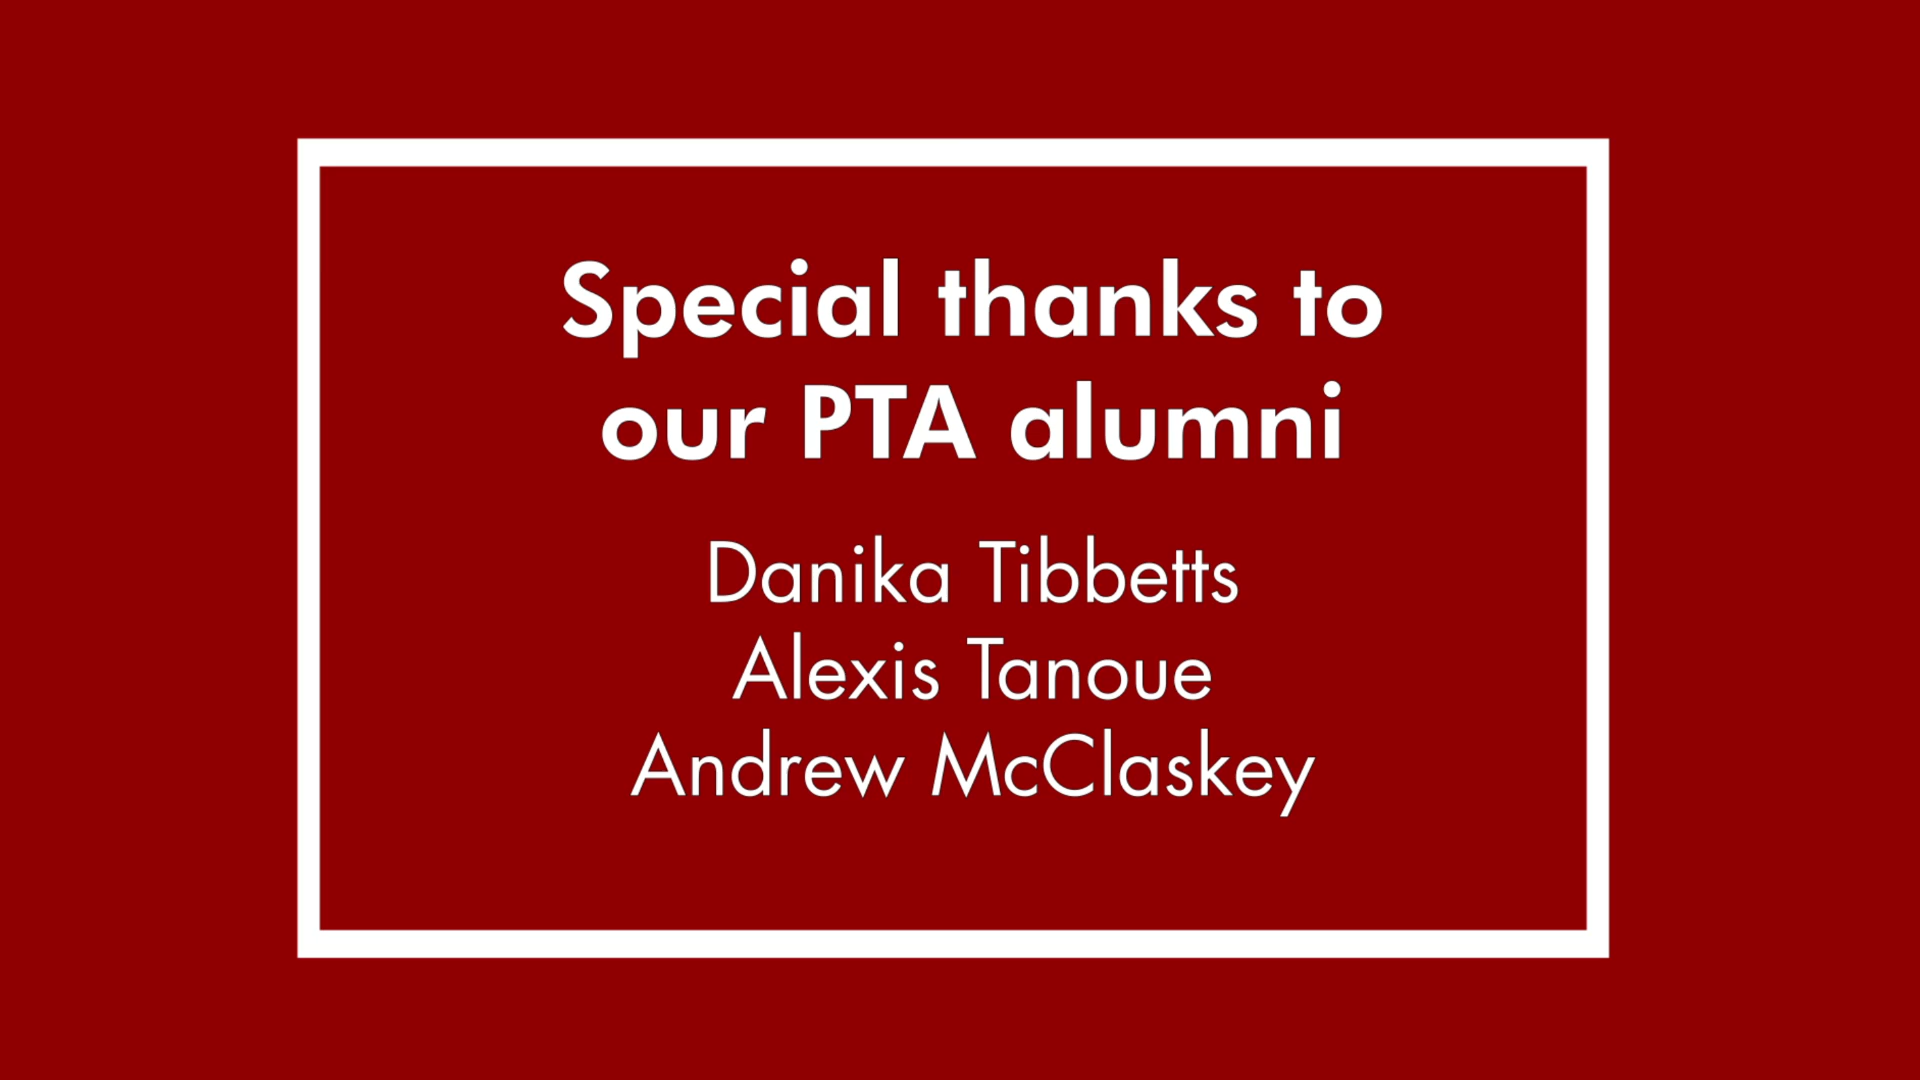 Special thanks to
our PTA alumni
Danika Tibbetts
Alexis Tanoue
Andrew McClaskey